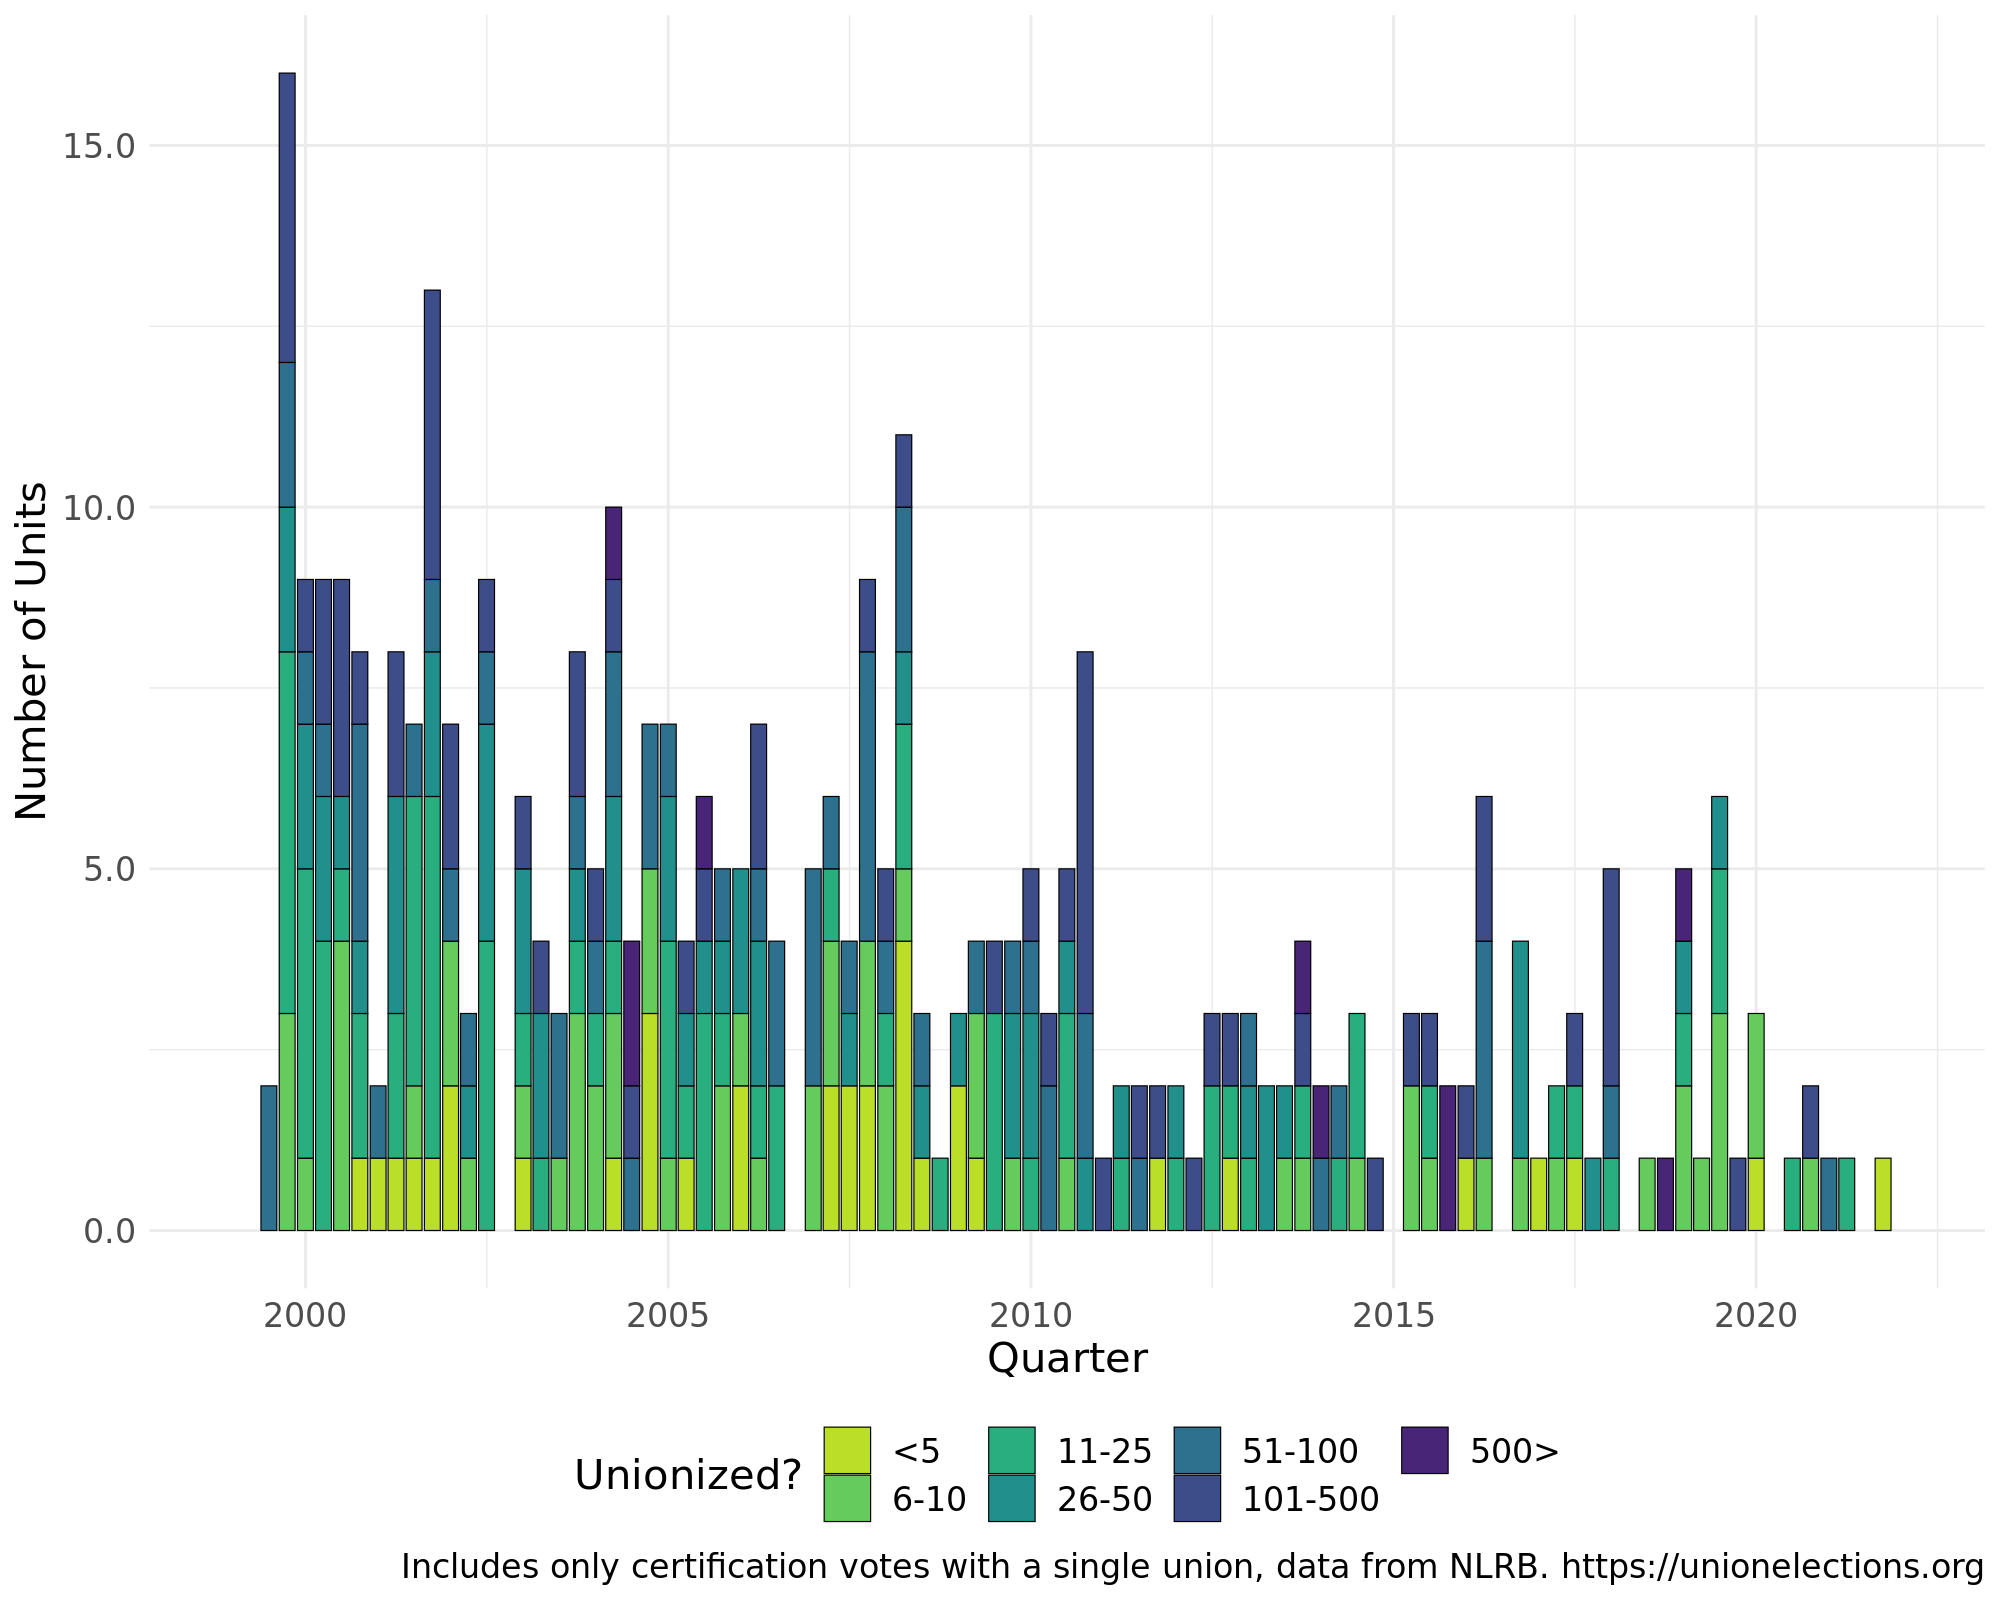 15.0
10.0
5.0
0.0
Number of Units
2000 2005 2010 2015 2020
Quarter
Unionized?
<5 11-25 51-100 500>
6-10 26-50 101-500
Includes only certification votes with a single union, data from NLRB. https://unionelections.org